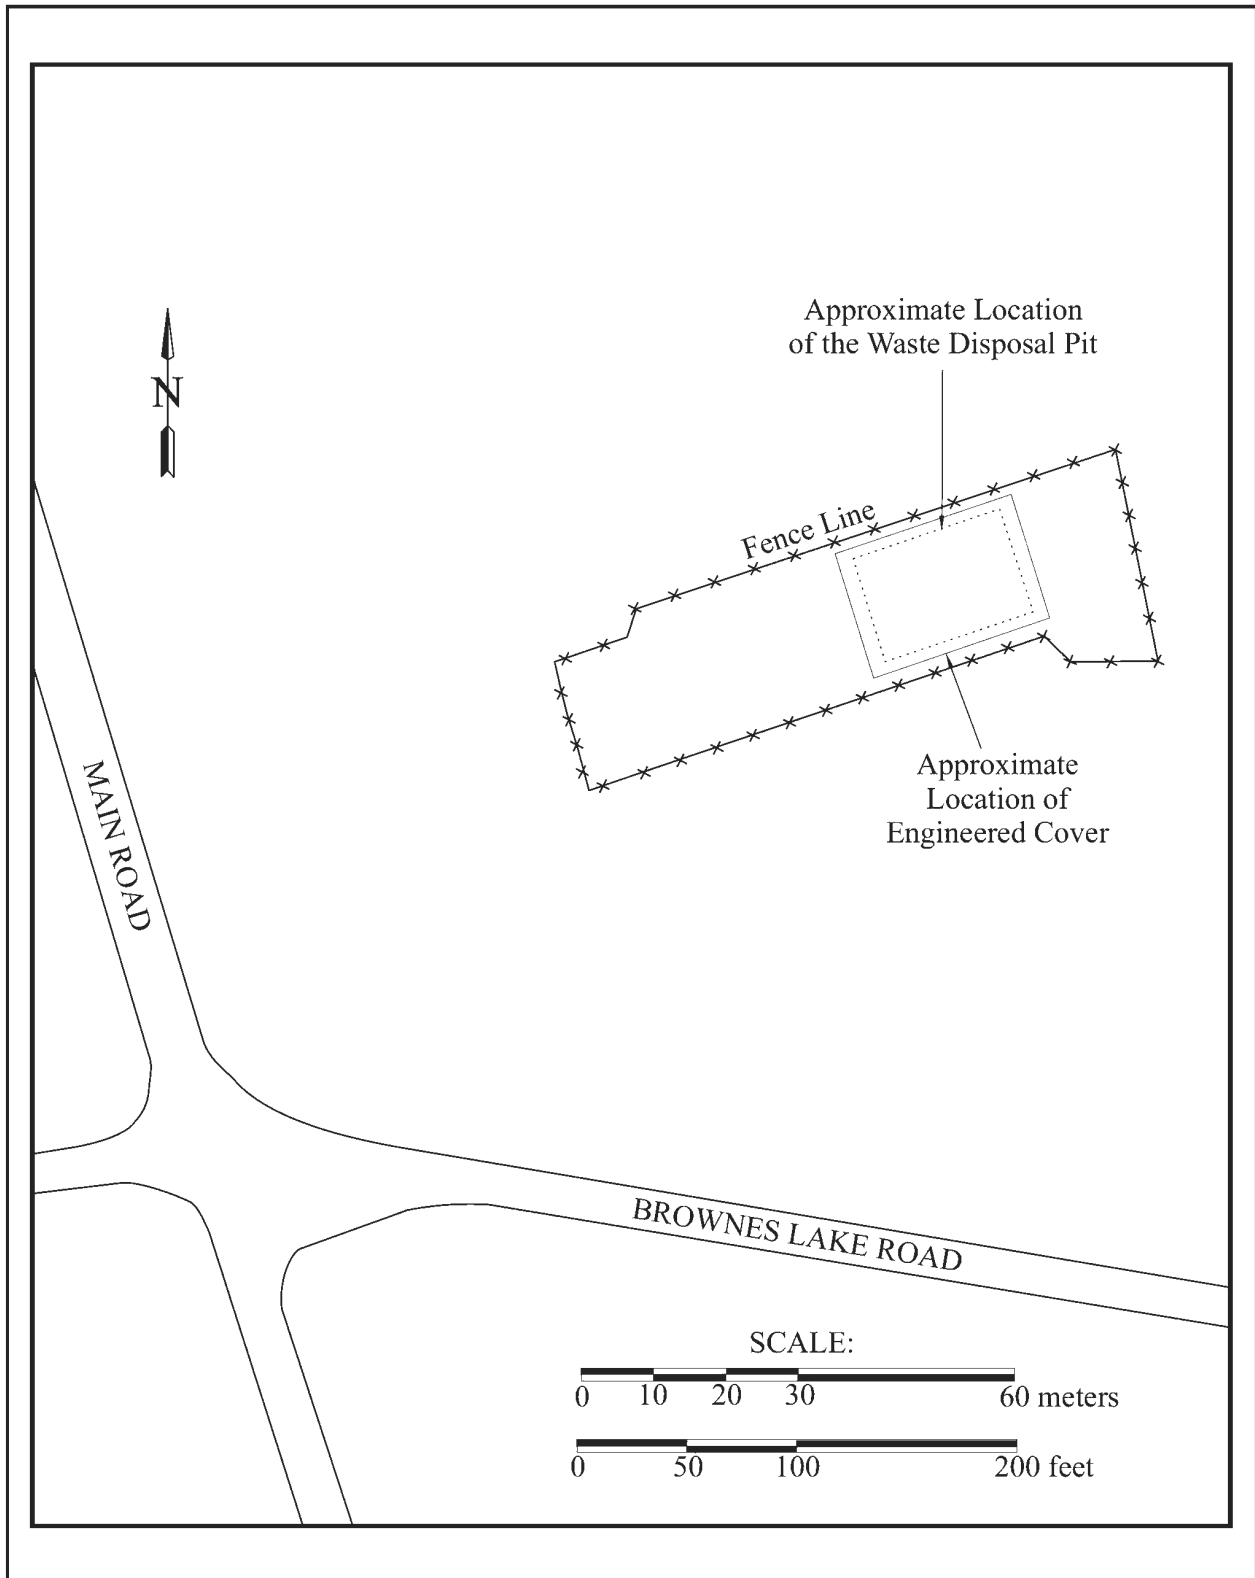 Approximate Location
of the Waste Disposal Pit
N
Fence Line
Approximate
Location of
Engineered Cover
MAIN ROAD
BROWNES LAKE ROAD
SCALE:
0 10 20 30 60 meters
0 50 100 200 feet